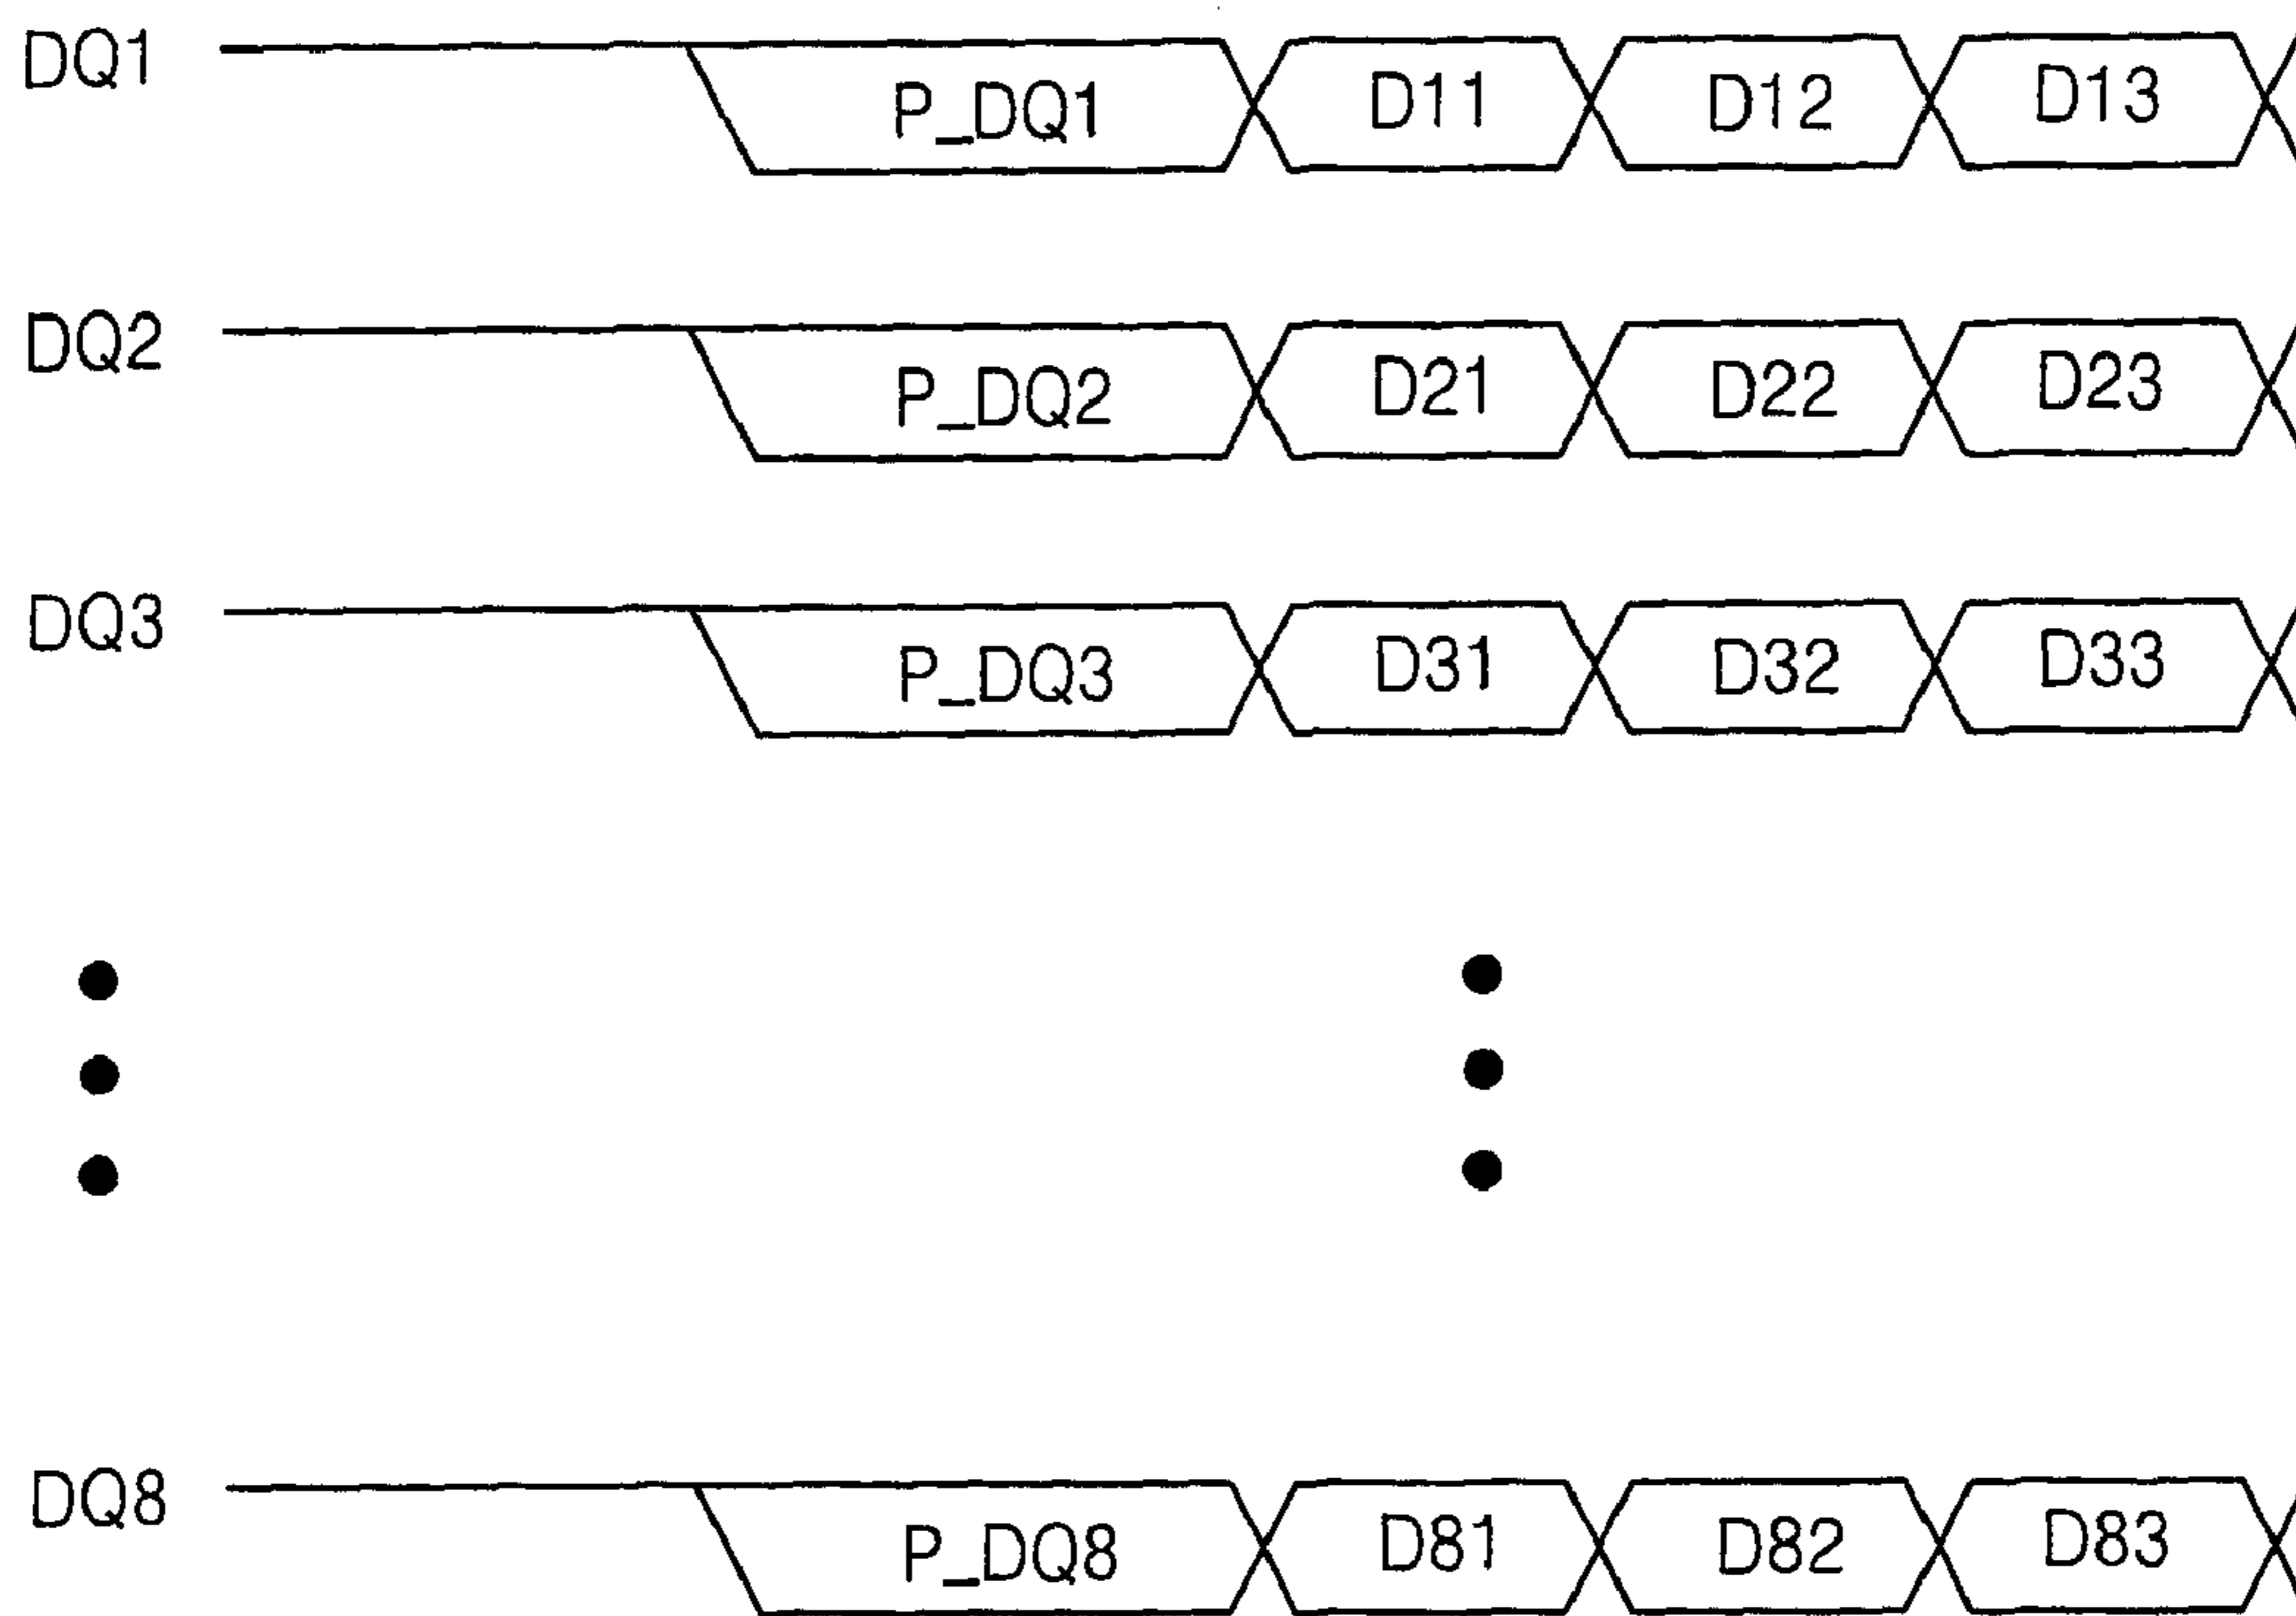 DQ1 P_DQ1 D11 D12 D13
DQ2 P_DQ2 D21 D22 D23
DQ3 P_DQ3 D31 D32 D33
DQ8 P_DQ8 D81 D82 D83